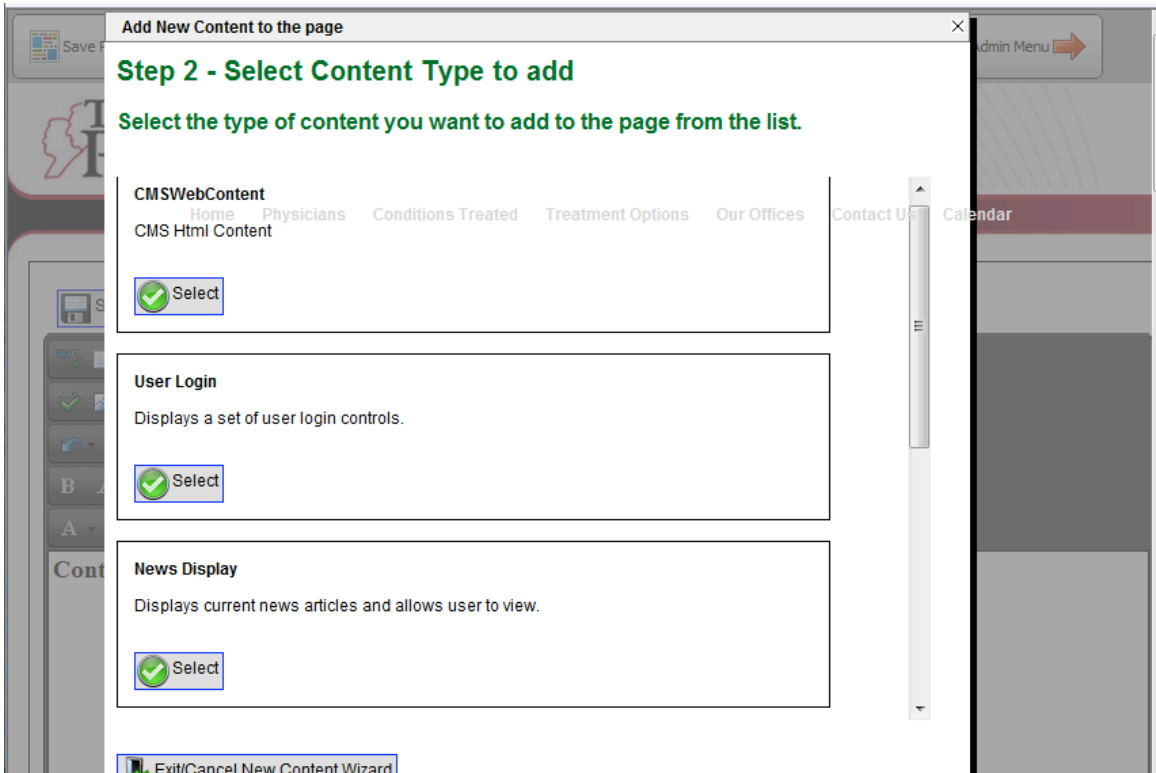 Add New Content to the page
Save
Admin Menu
Step 2 - Select Content Type to add
Select the type of content you want to add to the page from the list.
CMSWebContent
Home Physicians Conditions Treated Treatment Options Our Offices Contact Us Calendar
CMS Html Content
Select
User Login
Displays a set of user login controls.
Select
B
A
News Display
Cont
Displays current news articles and allows user to view.
Select
Exit/Cancel New Content Wizard